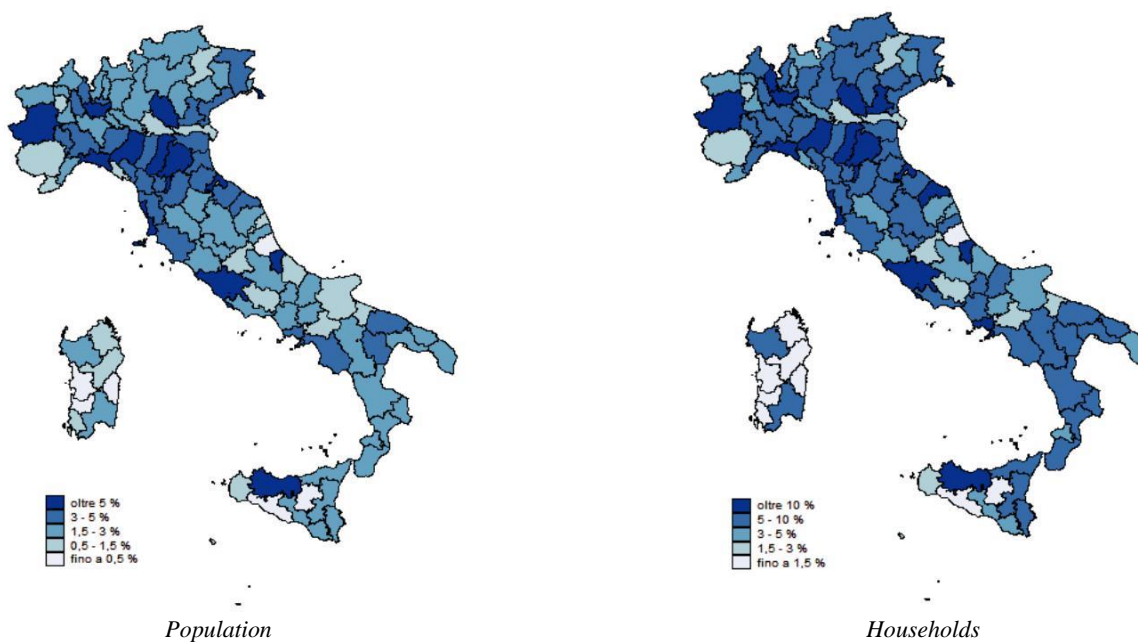 oltre 5 %
3 - 5 %
1,5 - 3 %
0,5 - 1,5 %
fino a 0,5 %
oltre 10 %
5 - 10 %
3 - 5 %
1,5 - 3 %
fino a 1,5 %
Population
Households